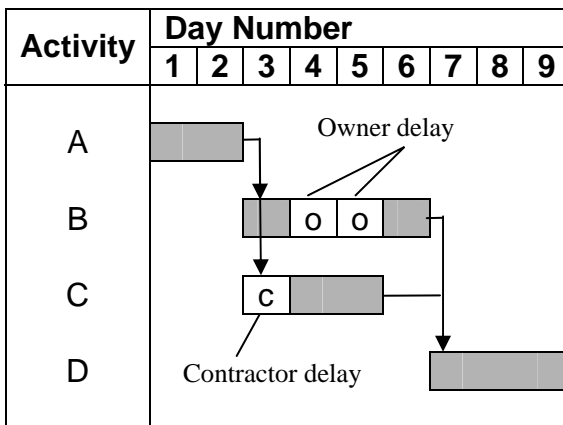 Activity Day Number
1 2 3 4 5 6 7 8 9
Owner delay
A
B o o
C c
Contractor delay
D